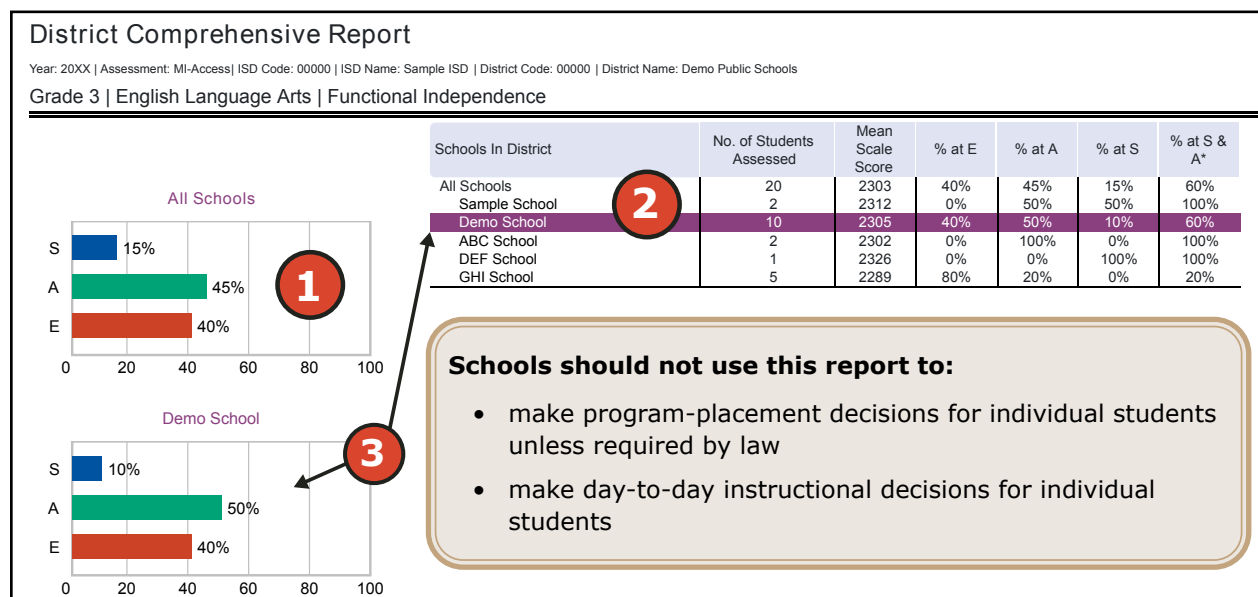 District Comprehensive Report
Year: 20XX | Assessment: MI-Access| ISD Code: 00000 | ISD Name: Sample ISD | District Code: 00000 | District Name: Demo Public Schools
Grade 3 | English Language Arts | Functional Independence
All Schools
S 15%
A 45%
E 40%
0 20 40 60 80 100
1
Demo School
S 10%
A 50%
E 40%
0 20 40 60 80 100
3
Schools In District No. of Students Assessed Mean Scale Score % at E % at A % at S % at S & A*
All Schools 20 2303 40% 45% 15% 60%
Sample School 2 2312 0% 50% 50% 100%
Demo School 10 2305 40% 50% 10% 60%
ABC School 2 2302 0% 100% 0% 100%
DEF School 1 2326 0% 0% 100% 100%
GHI School 5 2289 80% 20% 0% 20%
2
Schools should not use this report to:
• make program-placement decisions for individual students
unless required by law
• make day-to-day instructional decisions for individual
students